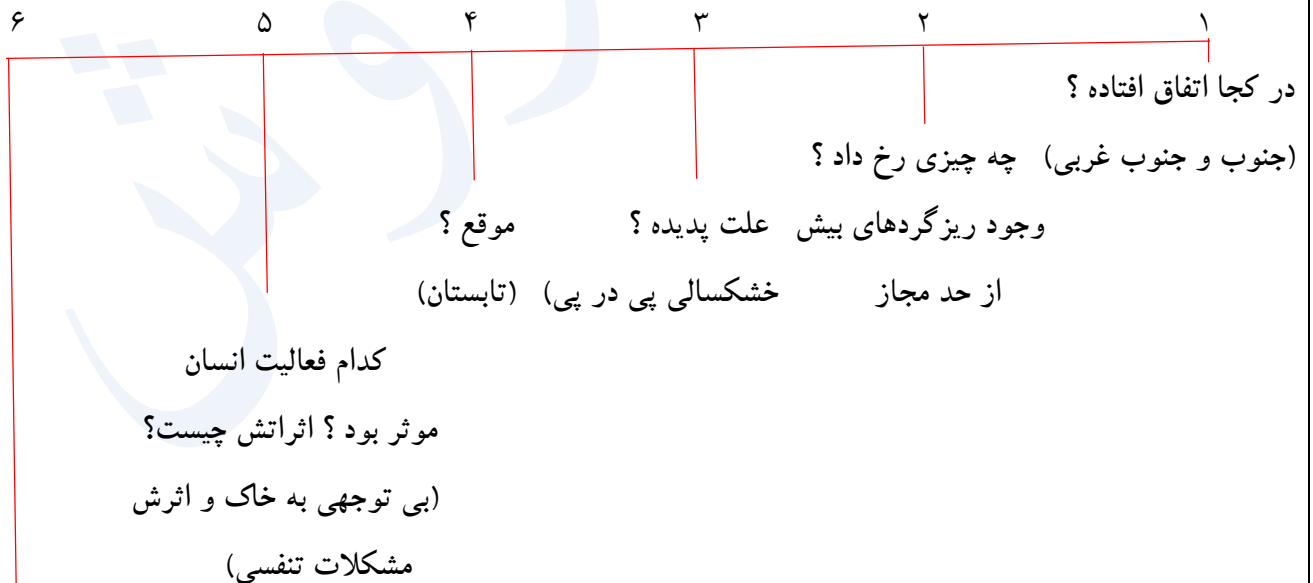 ۱ ۲ ۳ ۴ ۵ ۶
در کجا اتفاق افتاده ؟
(جنوب و جنوب غربی) چه چیزی رخ داد ؟
وجود ریزگردهای بیش علت پدیده ؟ موقع ؟
از حد مجاز خشکسالی پی در پی) (تابستان)
کدام فعالیت انسان
موثر بود ؟ اثراتش چیست؟
(بی توجهی به خاک و اثرش
مشکلات تنفسی)